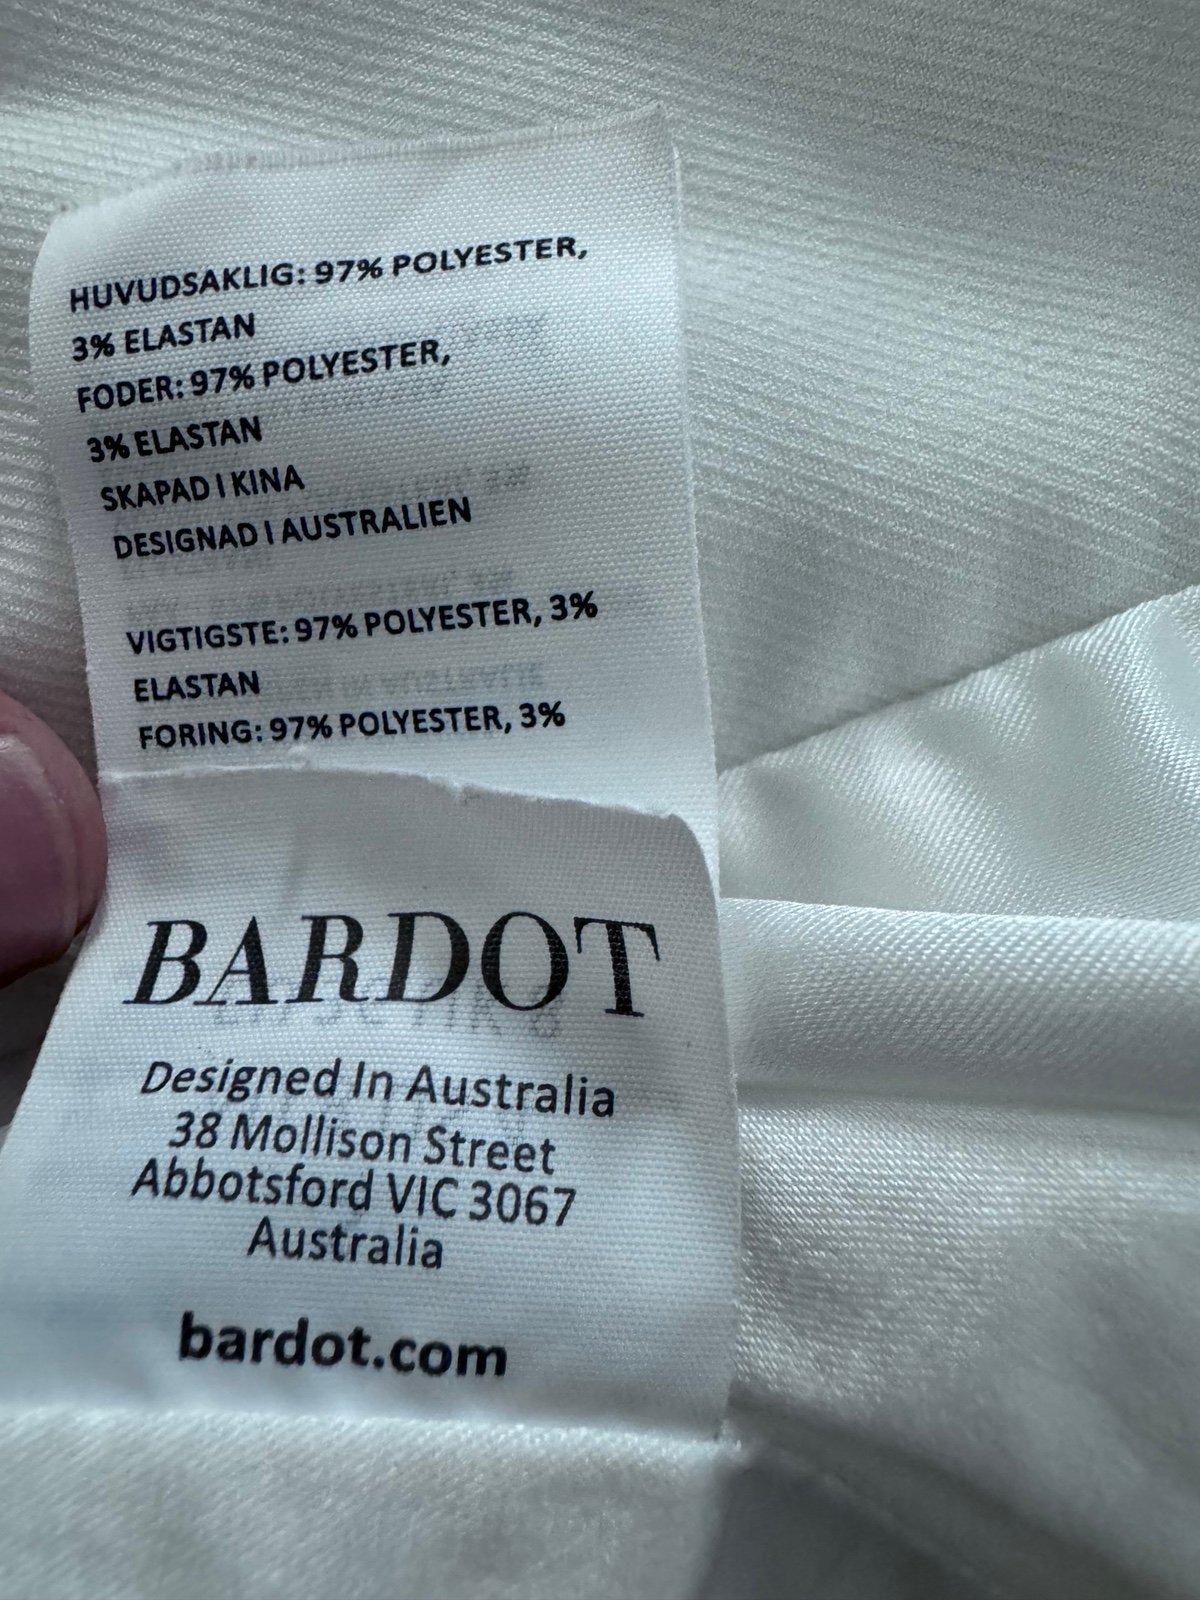 HUVUDSAKLIG: 97% POLYESTER,
3% ELASTAN
FODER: 97% POLYESTER,
3% ELASTAN
SKAPAD I KINA
DESIGNAD I AUSTRALIEN
VIGTIGSTE: 97% POLYESTER, 3%
ELASTAN
FORING: 97% POLYESTER, 3%
BARDOT
Designed In Australia
38 Mollison Street
Abbotsford VIC 3067
Australia
bardot.com